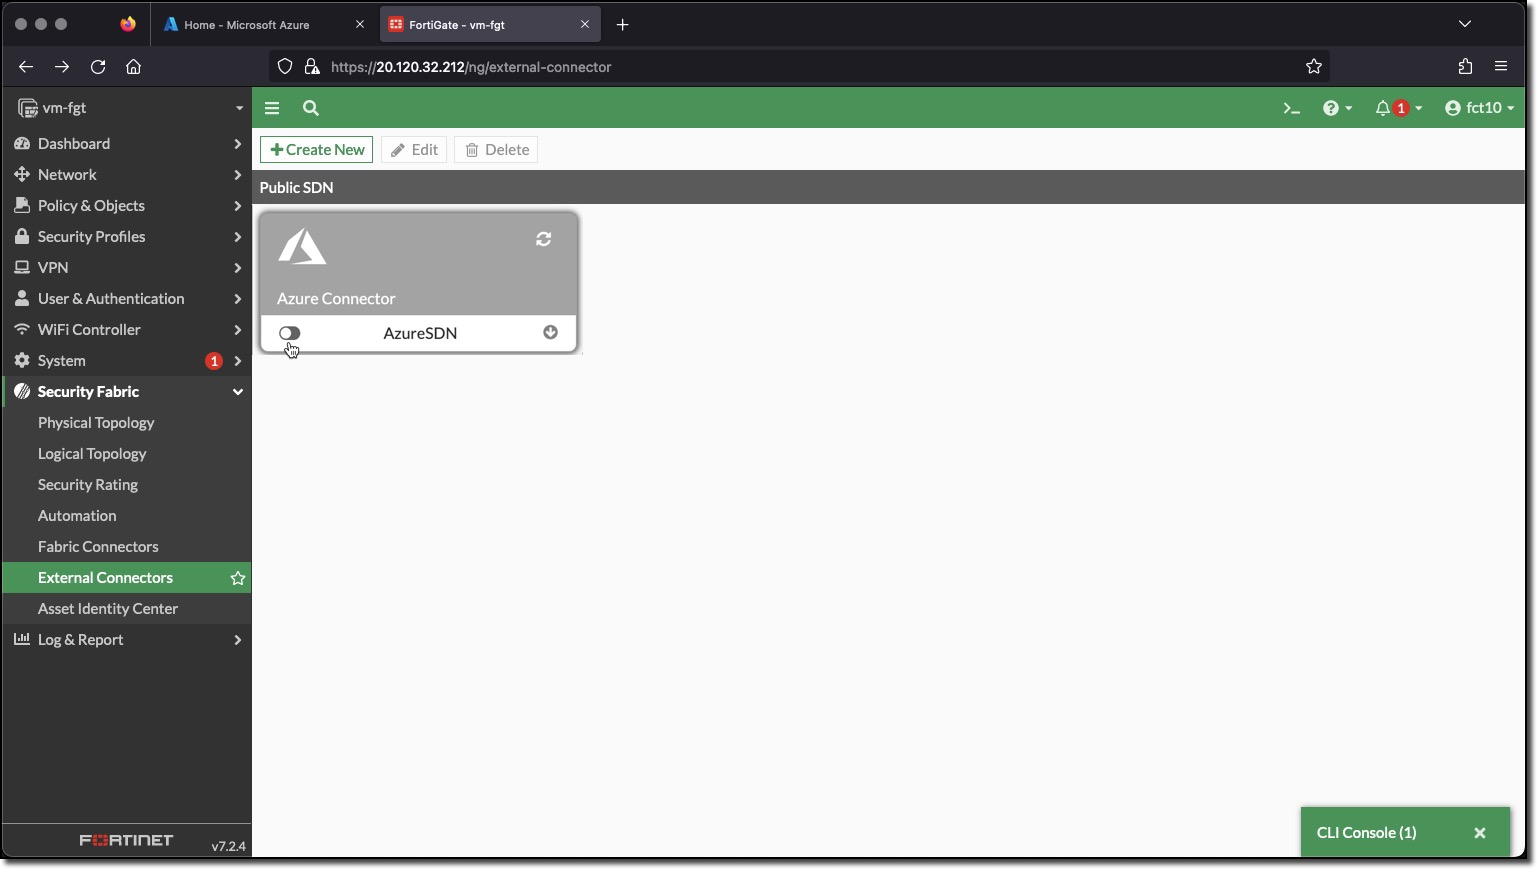 Home - Microsoft Azure
FortiGate - vm-fgt
https://20.120.32.212/ng/external-connector
vm-fgt
1
fct10
Dashboard
Network
Policy & Objects
Security Profiles
VPN
User & Authentication
WiFi Controller
System 1
Security Fabric
Physical Topology
Logical Topology
Security Rating
Automation
Fabric Connectors
External Connectors
Asset Identity Center
Log & Report
FORTINET v7.2.4
Create New Edit Delete
Public SDN
Azure Connector
AzureSDN
CLI Console (1)